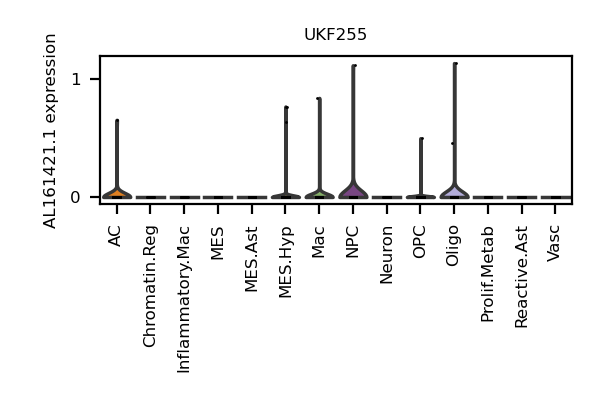 UKF255
AL161421.1 expression
1
0
AC
Chromatin.Reg
Inflammatory.Mac
MES
MES.Ast
MES.Hyp
Mac
NPC
Neuron
OPC
Oligo
Prolif.Metab
Reactive.Ast
Vasc